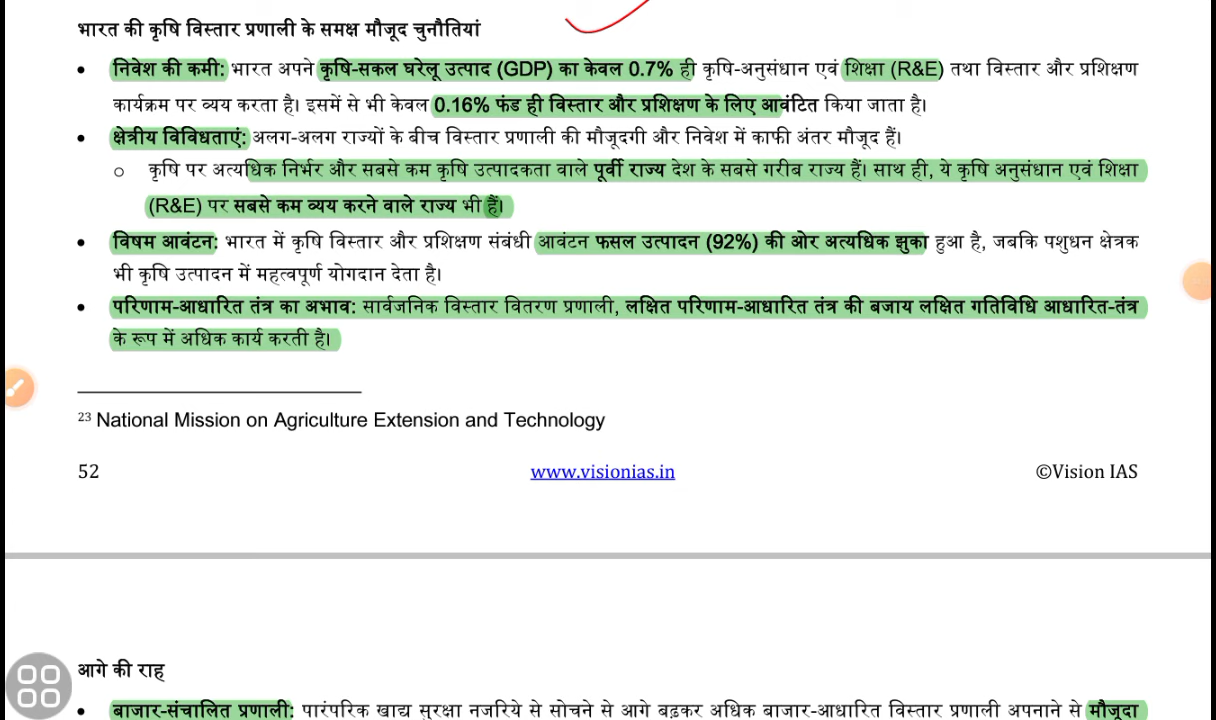 भारत की कृषि विस्तार प्रणाली के समक्ष मौजूद चुनौतियां
• निवेश की कमी: भारत अपने कृषि-सकल घरेलू उत्पाद (GDP) का केवल 0.7% ही कृषि-अनुसंधान एवं शिक्षा (R&E) तथा विस्तार और प्रशिक्षण
कार्यक्रम पर व्यय करता है। इसमें से भी केवल 0.16% फंड ही विस्तार और प्रशिक्षण के लिए आवंटित किया जाता है।
• क्षेत्रीय विविधताएं: अलग-अलग राज्यों के बीच विस्तार प्रणाली की मौजूदगी और निवेश में काफी अंतर मौजूद हैं।
○ कृषि पर अत्यधिक निर्भर और सबसे कम कृषि उत्पादकता वाले पूर्वी राज्य देश के सबसे गरीब राज्य हैं। साथ ही, ये कृषि अनुसंधान एवं शिक्षा
(R&E) पर सबसे कम व्यय करने वाले राज्य भी हैं।
• विषम आवंटन: भारत में कृषि विस्तार और प्रशिक्षण संबंधी आवंटन फसल उत्पादन (92%) की ओर अत्यधिक झुका हुआ है, जबकि पशुधन क्षेत्रक
भी कृषि उत्पादन में महत्वपूर्ण योगदान देता है।
• परिणाम-आधारित तंत्र का अभाव: सार्वजनिक विस्तार वितरण प्रणाली, लक्षित परिणाम-आधारित तंत्र की बजाय लक्षित गतिविधि आधारित-तंत्र
के रूप में अधिक कार्य करती है।
23 National Mission on Agriculture Extension and Technology
52 www.visionias.in ©Vision IAS
आगे की राह
• बाजार-संचालित प्रणाली: पारंपरिक खाद्य सुरक्षा नजरिये से सोचने से आगे बढ़कर अधिक बाजार-आधारित विस्तार प्रणाली अपनाने से मौजूदा